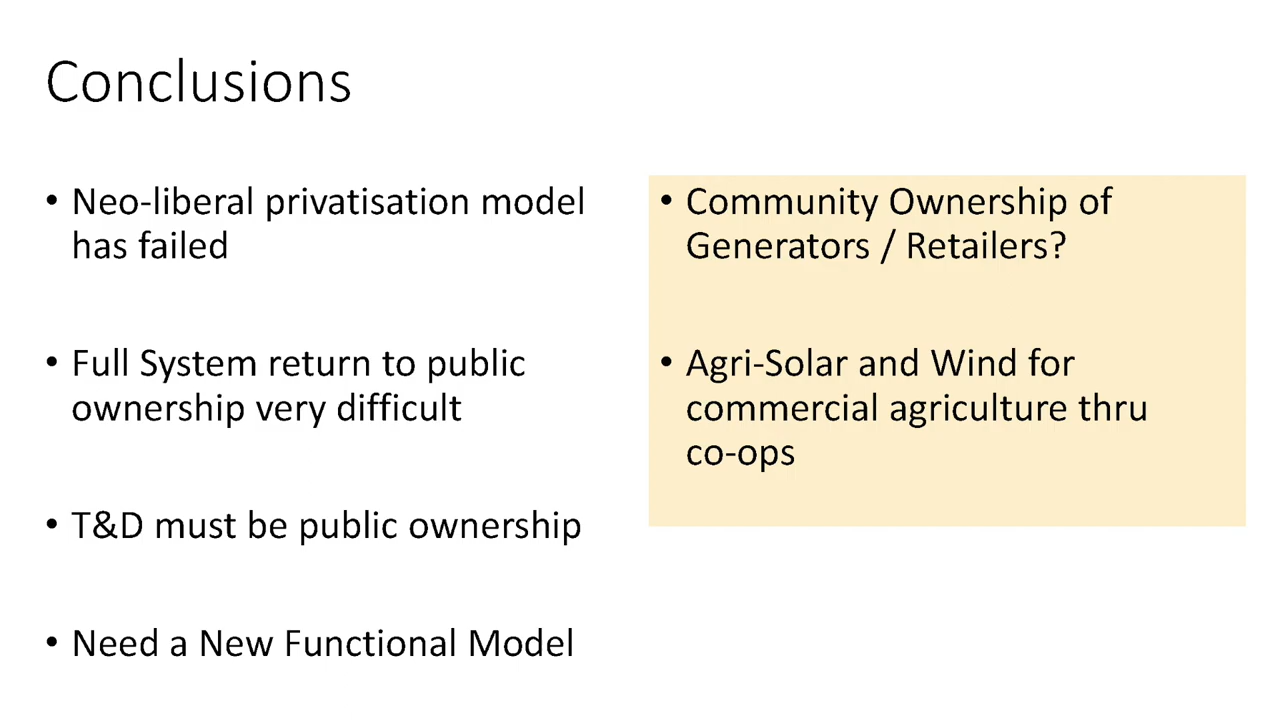 Conclusions
• Neo-liberal privatisation model
has failed
• Full System return to public
ownership very difficult
• T&D must be public ownership
• Need a New Functional Model
• Community Ownership of
Generators / Retailers?
• Agri-Solar and Wind for
commercial agriculture thru
co-ops